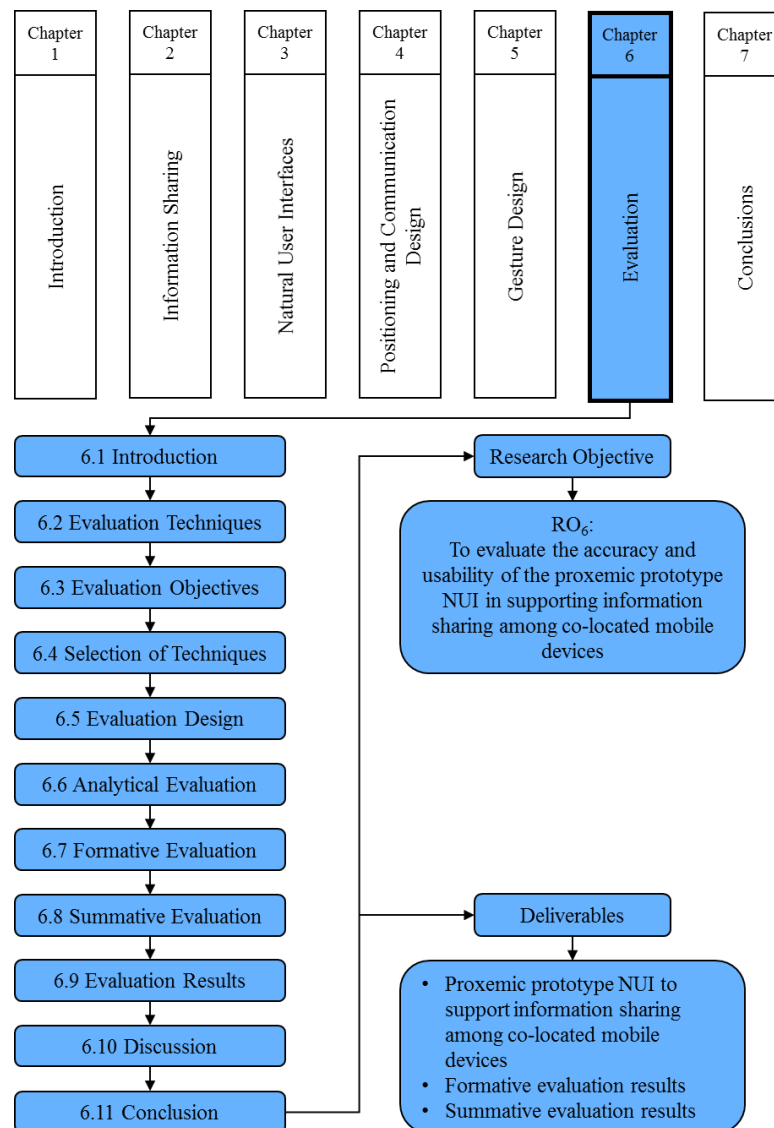 Chapter
1
Introduction
Chapter
2
Information Sharing
Chapter
3
Natural User Interfaces
Chapter
4
Positioning and Communication
Design
Chapter
5
Gesture Design
Chapter
6
Evaluation
Chapter
7
Conclusions
6.1 Introduction
6.2 Evaluation Techniques
6.3 Evaluation Objectives
6.4 Selection of Techniques
6.5 Evaluation Design
6.6 Analytical Evaluation
6.7 Formative Evaluation
6.8 Summative Evaluation
6.9 Evaluation Results
6.10 Discussion
6.11 Conclusion
Research Objective
RO₆:
To evaluate the accuracy and
usability of the proxemic prototype
NUI in supporting information
sharing among co-located mobile
devices
Deliverables
• Proxemic prototype NUI to
support information sharing
among co-located mobile
devices
• Formative evaluation results
• Summative evaluation results